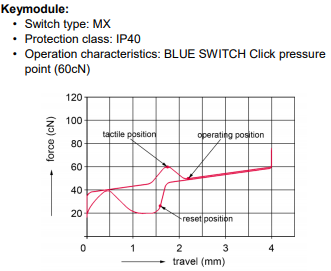 Keymodule:
• Switch type: MX
• Protection class: IP40
• Operation characteristics: BLUE SWITCH Click pressure
point (60cN)
force (cN)
120
100
80
60
40
20
tactile position
operating position
reset position
0 1 2 3 4
travel (mm)